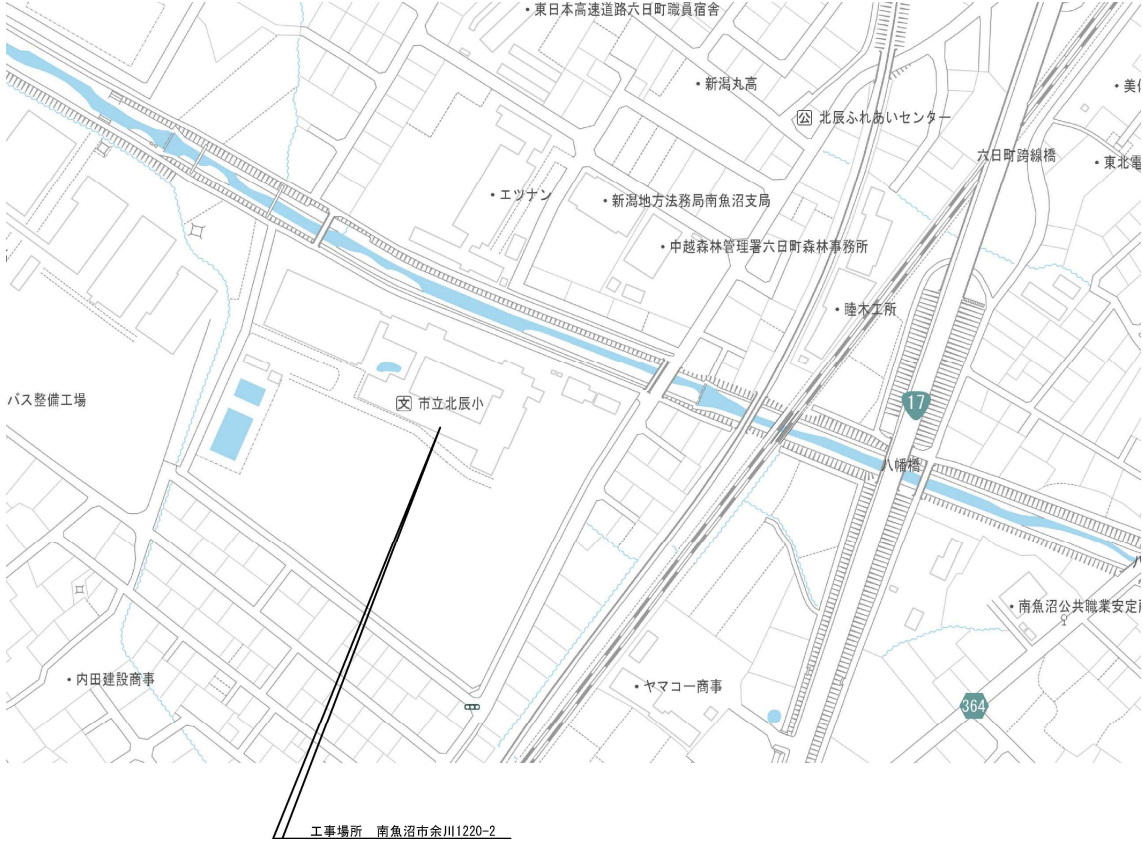 ・東日本高速道路六日町職員宿舎
・新潟丸高
・美
公 北辰ふれあいセンター
六日町跨線橋
・東北電
・エツナン
・新潟地方法務局南魚沼支局
・中越森林管理署六日町森林事務所
・睦木工所
バス整備工場
文 市立北辰小
17
八幡橋
・南魚沼公共職業安定所
・内田建設商事
・ヤマコー商事
364
工事場所 南魚沼市余川1220-2